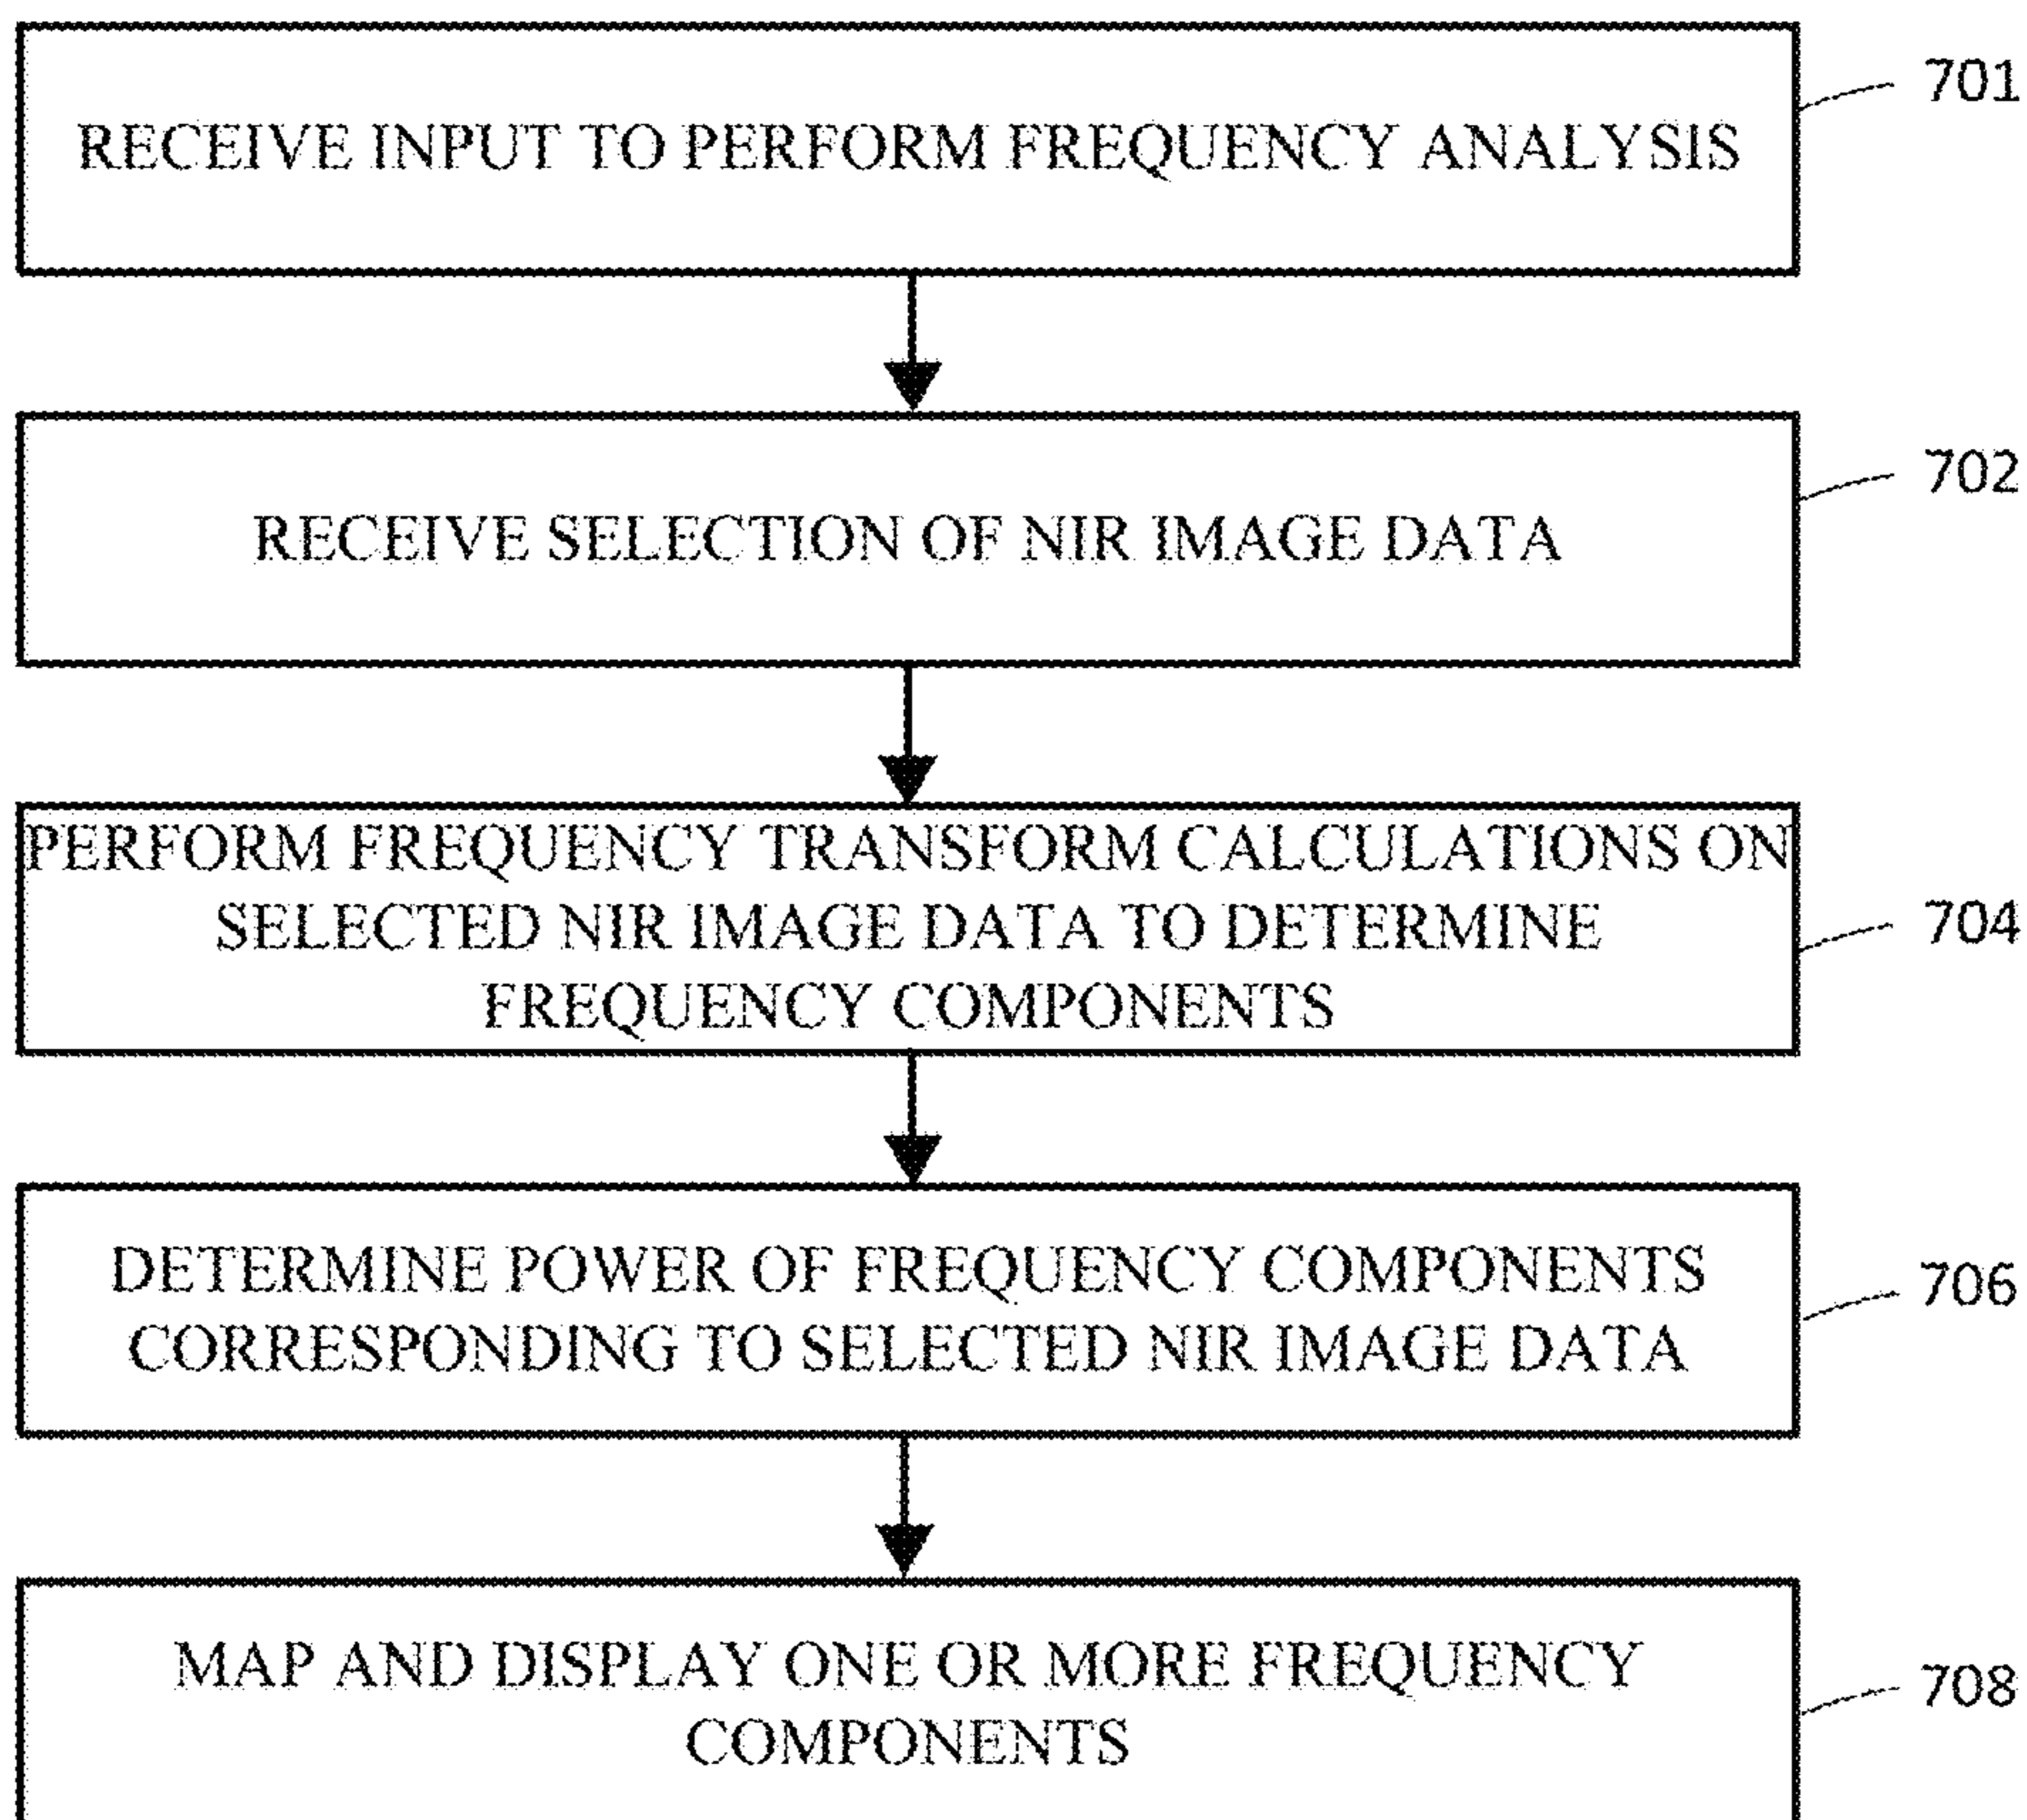 RECEIVE INPUT TO PERFORM FREQUENCY ANALYSIS
701
RECEIVE SELECTION OF NIR IMAGE DATA
702
PERFORM FREQUENCY TRANSFORM CALCULATIONS ON
SELECTED NIR IMAGE DATA TO DETERMINE
FREQUENCY COMPONENTS
704
DETERMINE POWER OF FREQUENCY COMPONENTS
CORRESPONDING TO SELECTED NIR IMAGE DATA
706
MAP AND DISPLAY ONE OR MORE FREQUENCY
COMPONENTS
708